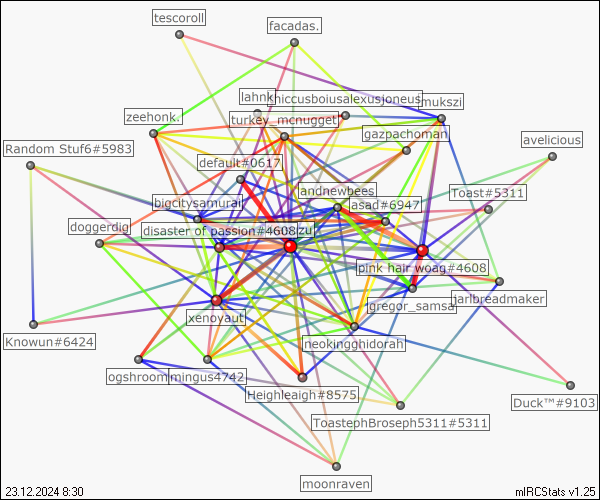 tescoroll
facadas.
lahnk
hiccusboiusalexusjoneus
mukszi
zeehonk.
turkey_mcnugget
gazpachoman
avelicious
Random Stuf6#5983
default#0617
landnewbees
Toast#5311
bigcitysamurai
asad#6947
doggerdig
disaster of passion#4608
zu
pink hair woag#4608
xenoyaut
gregor_samsa
jarlbreadmaker
Knowun#6424
neokingghidorah
ogshroom
mingus4742
Heighleaigh#8575
Duck™#9103
ToastephBroseph5311#5311
moonraven
23.12.2024 8:30
mIRCStats v1.25